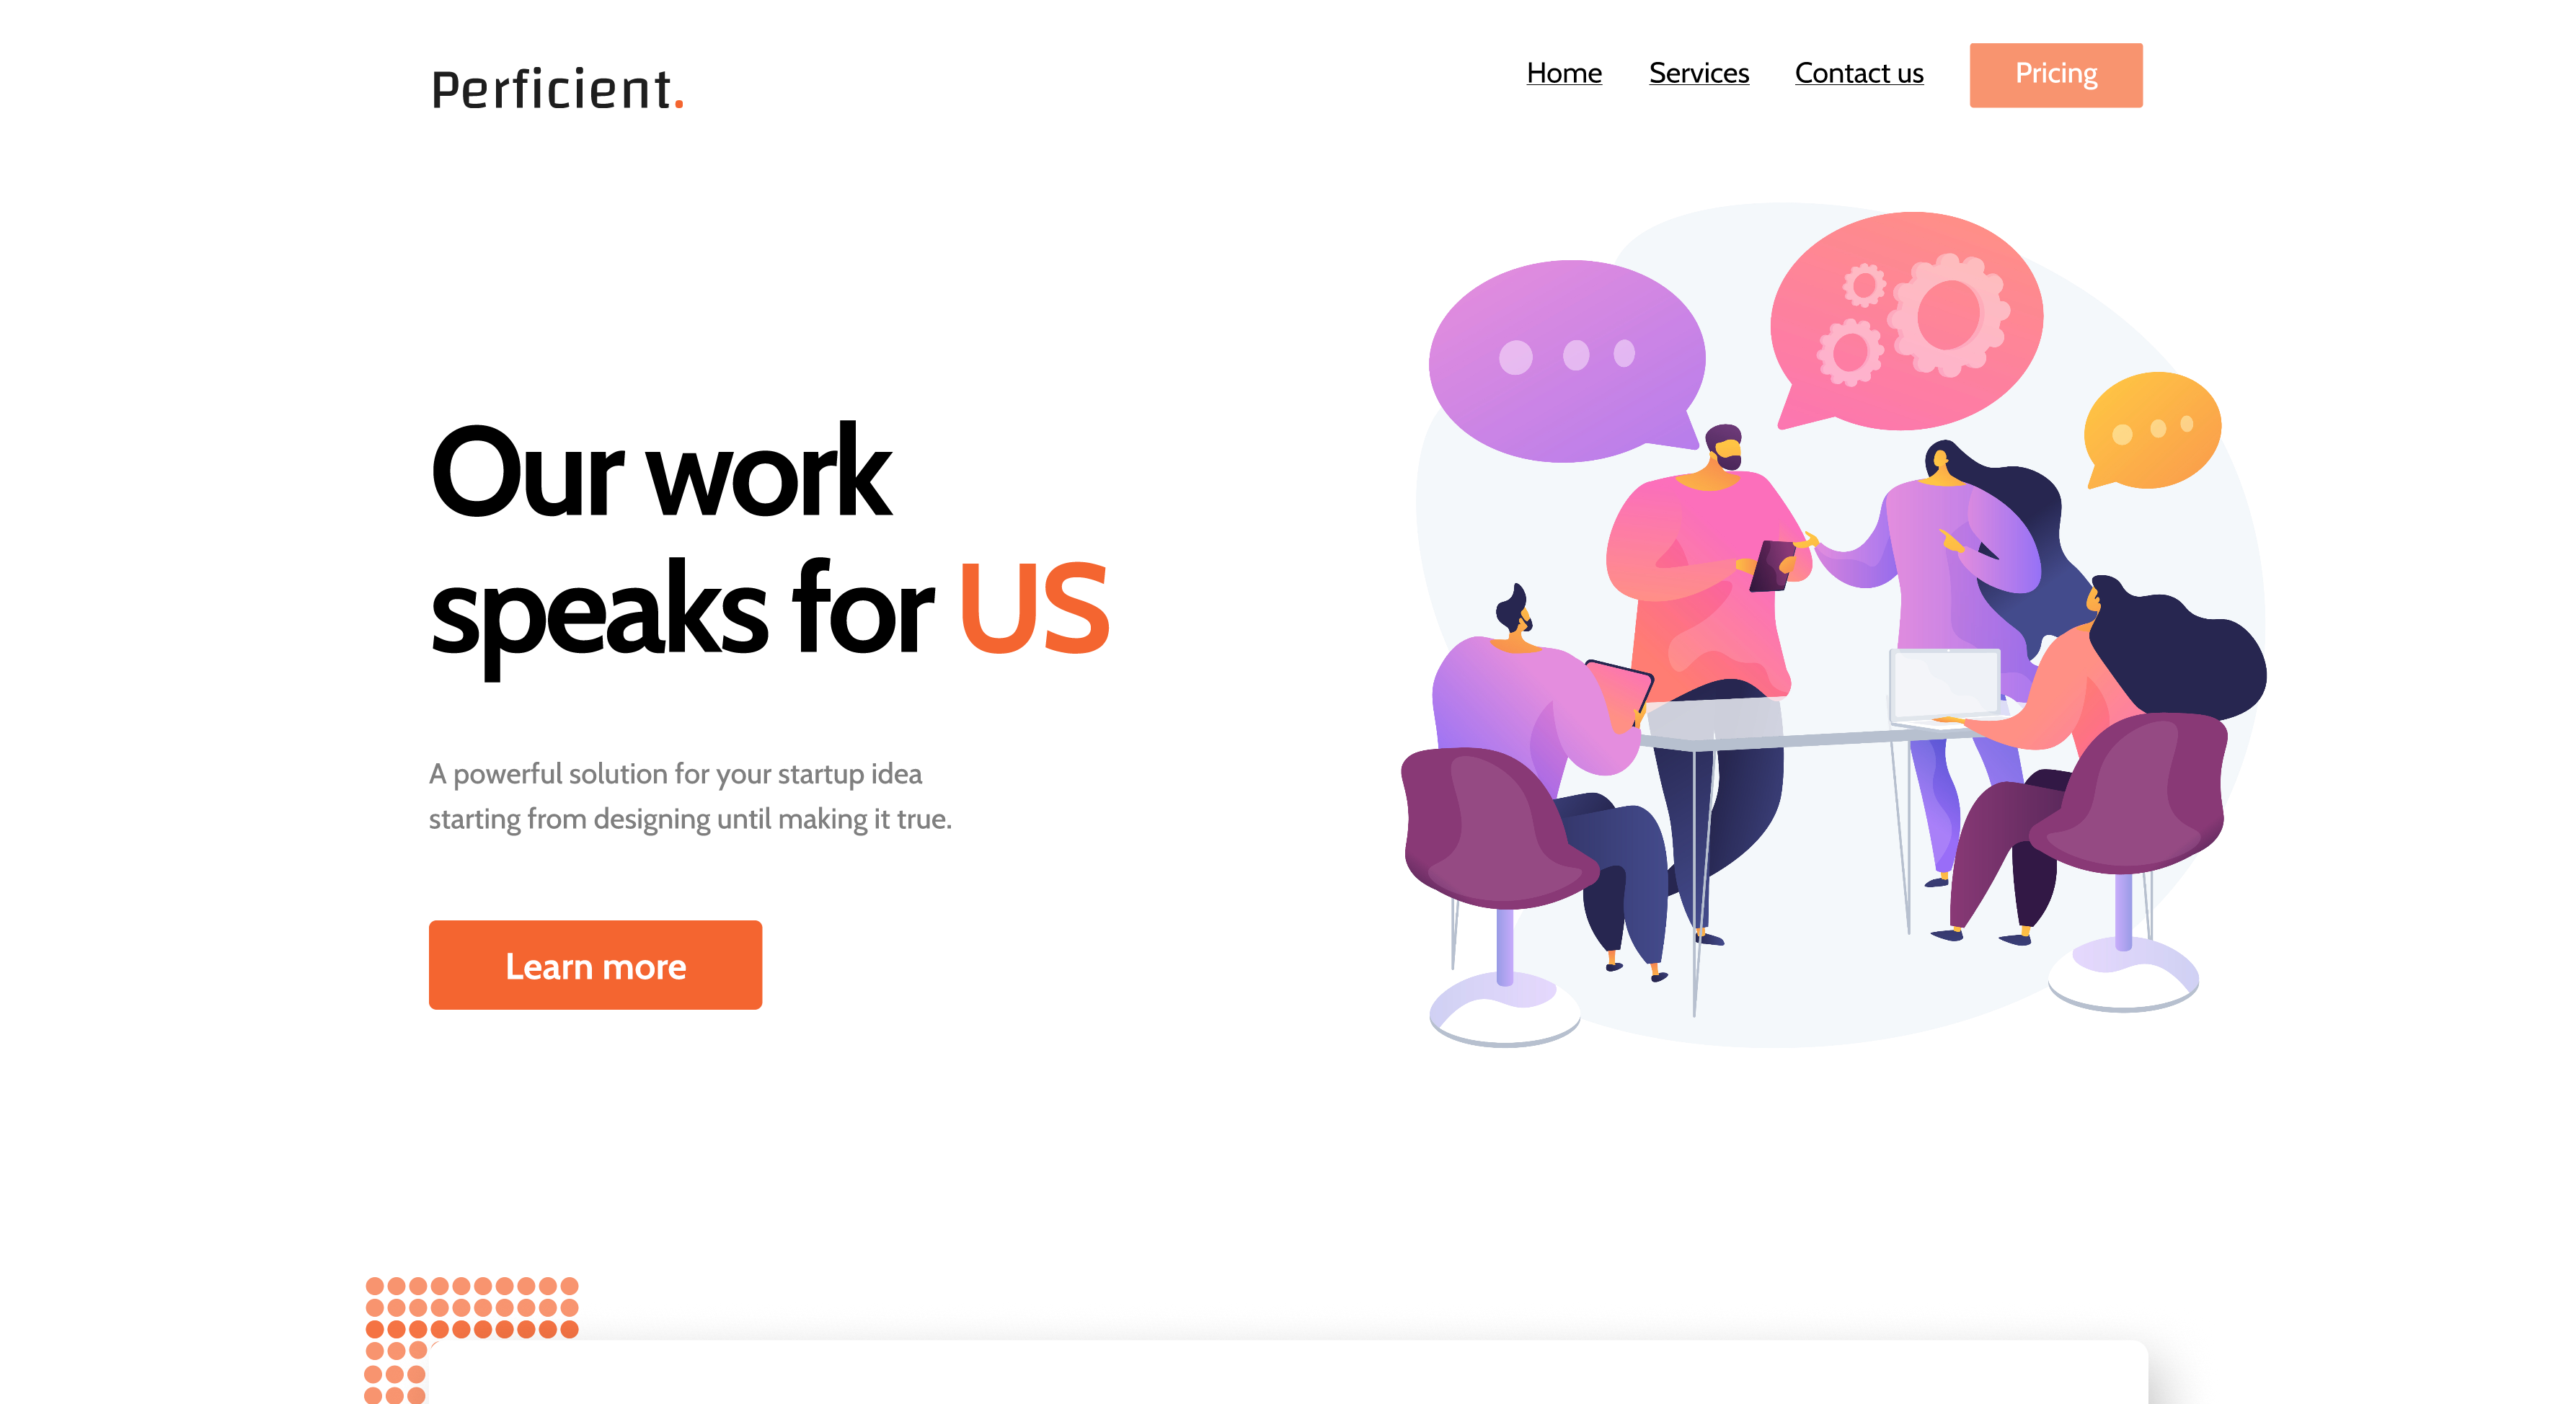 Perficient.
Home Services Contact us Pricing
Our work
speaks for US
A powerful solution for your startup idea
starting from designing until making it true.
Learn more